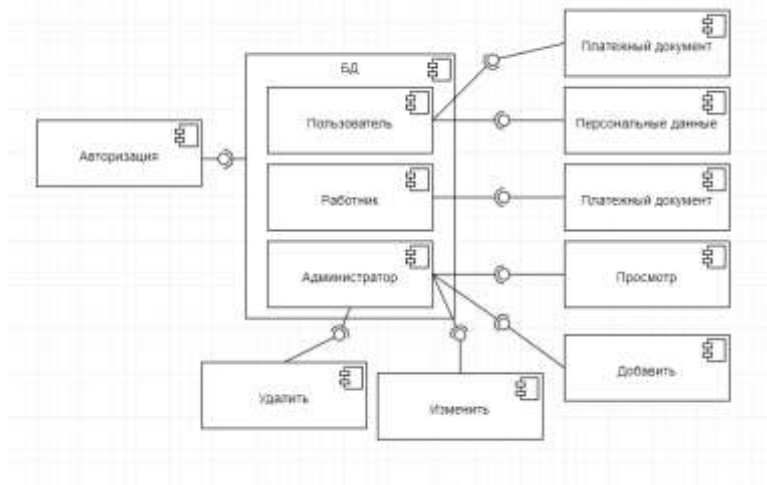 Платежный документ
БД
Пользователь
Персональные данные
Авторизация
Работник
Платежный документ
Администратор
Просмотр
Добавить
Удалить
Изменить